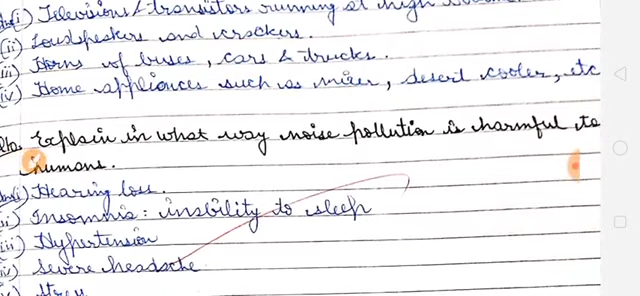 (i) Televisions & transistors running at high
(ii) Loudspeakers and crackers.
iii) Horns of buses, cars & trucks.
(iv) Home appliances such as mixer, desert cooler, etc
Explain in what way noise pollution is harmful to
humans.
(i) Hearing loss.
ii) Insomnia: inability to sleep
iii) Hypertension
iv) Severe headache
v) Stress